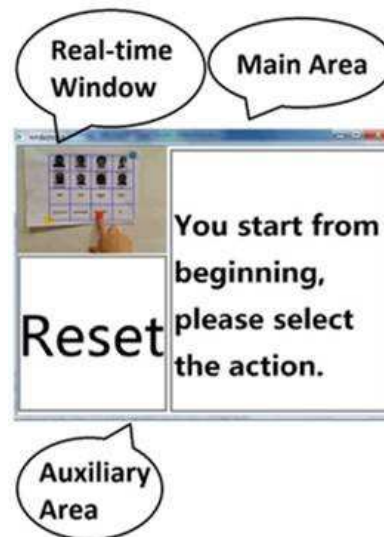 Real-time
Window
Main Area
You start from
beginning,
please select
the action.
Reset
Auxiliary
Area